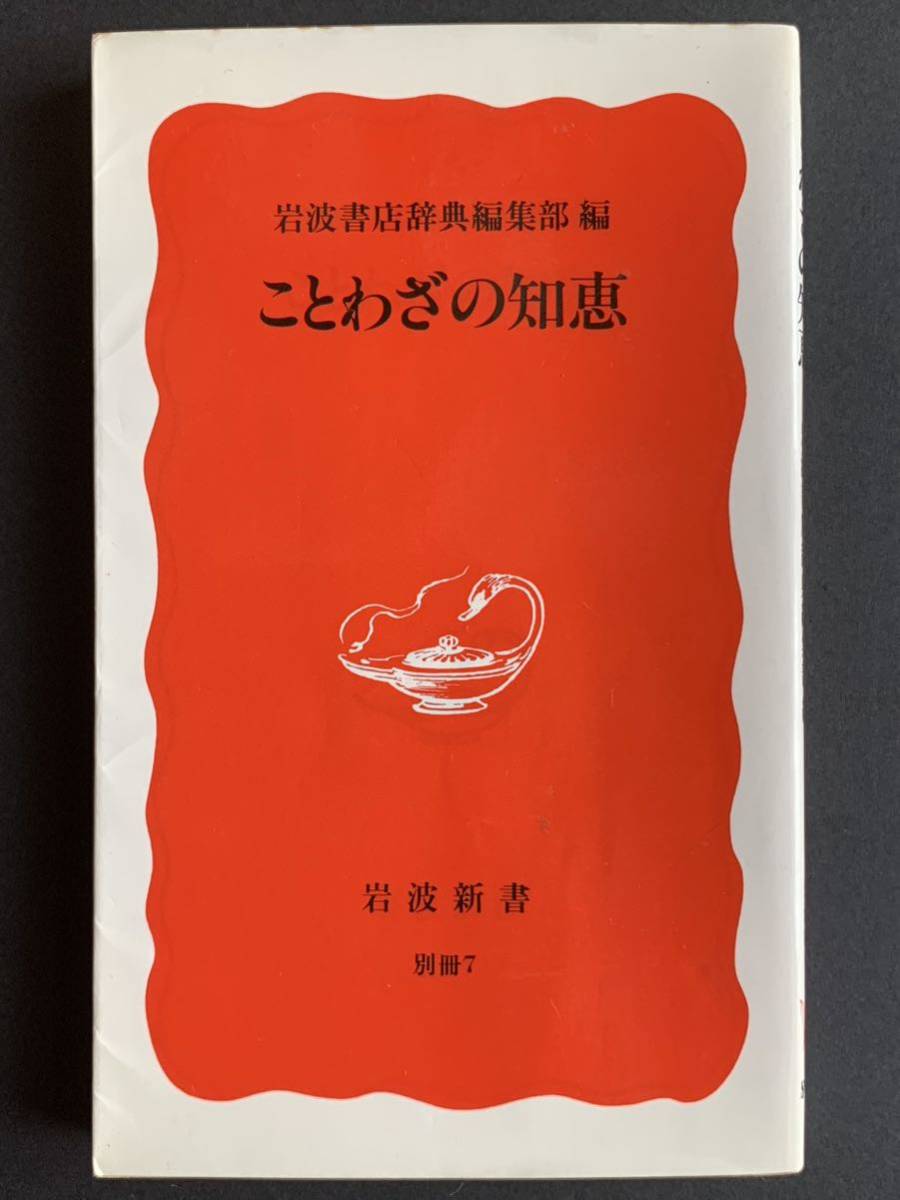 岩波書店辞典編集部 編
ことわざの知恵
岩波新書
別冊7